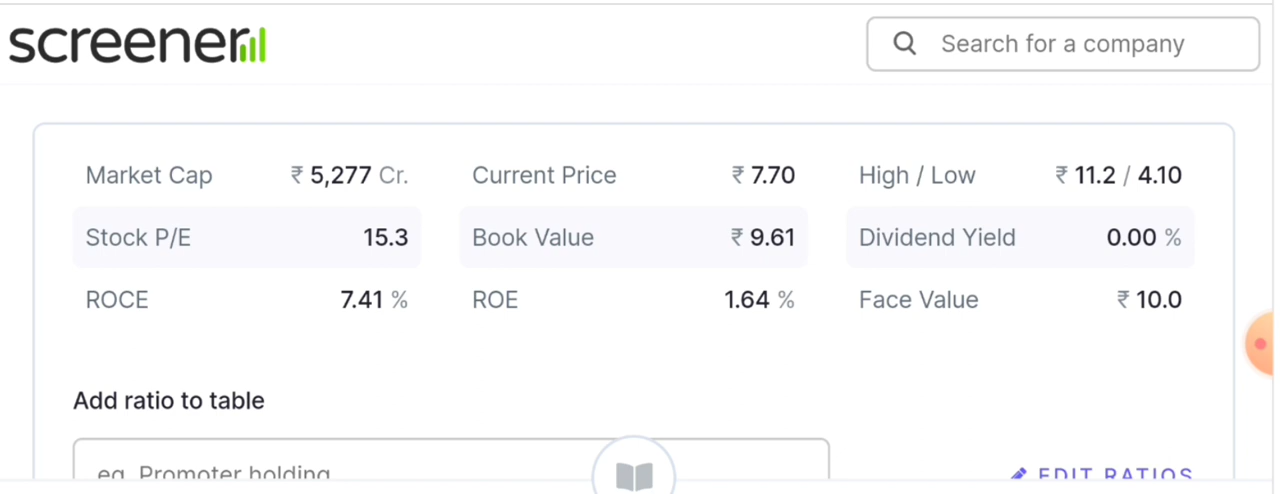 screener
Search for a company
Market Cap ₹ 5,277 Cr. Current Price ₹ 7.70 High / Low ₹ 11.2 / 4.10
Stock P/E 15.3 Book Value ₹ 9.61 Dividend Yield 0.00 %
ROCE 7.41 % ROE 1.64 % Face Value ₹ 10.0
Add ratio to table
eg. Promoter holding
EDIT RATIOS